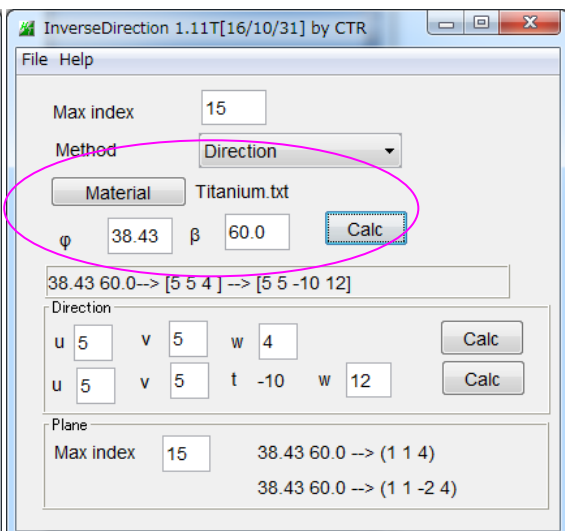 InverseDirection 1.11T[16/10/31] by CTR
File Help
Max index 15
Method Direction
Material Titanium.txt
φ 38.43 β 60.0 Calc
38.43 60.0--> [5 5 4 ] --> [5 5 -10 12]
Direction
u 5 v 5 w 4 Calc
u 5 v 5 t -10 w 12 Calc
Plane
Max index 15 38.43 60.0 --> (1 1 4)
38.43 60.0 --> (1 1 -2 4)